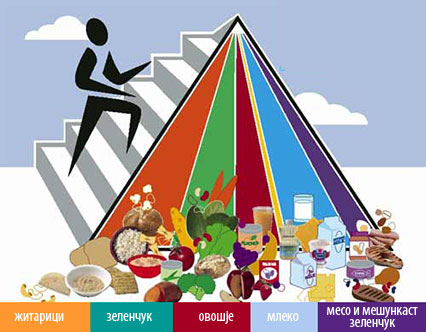 житарици
зеленчук
овошје
млеко
месо и мешункаст
зеленчук